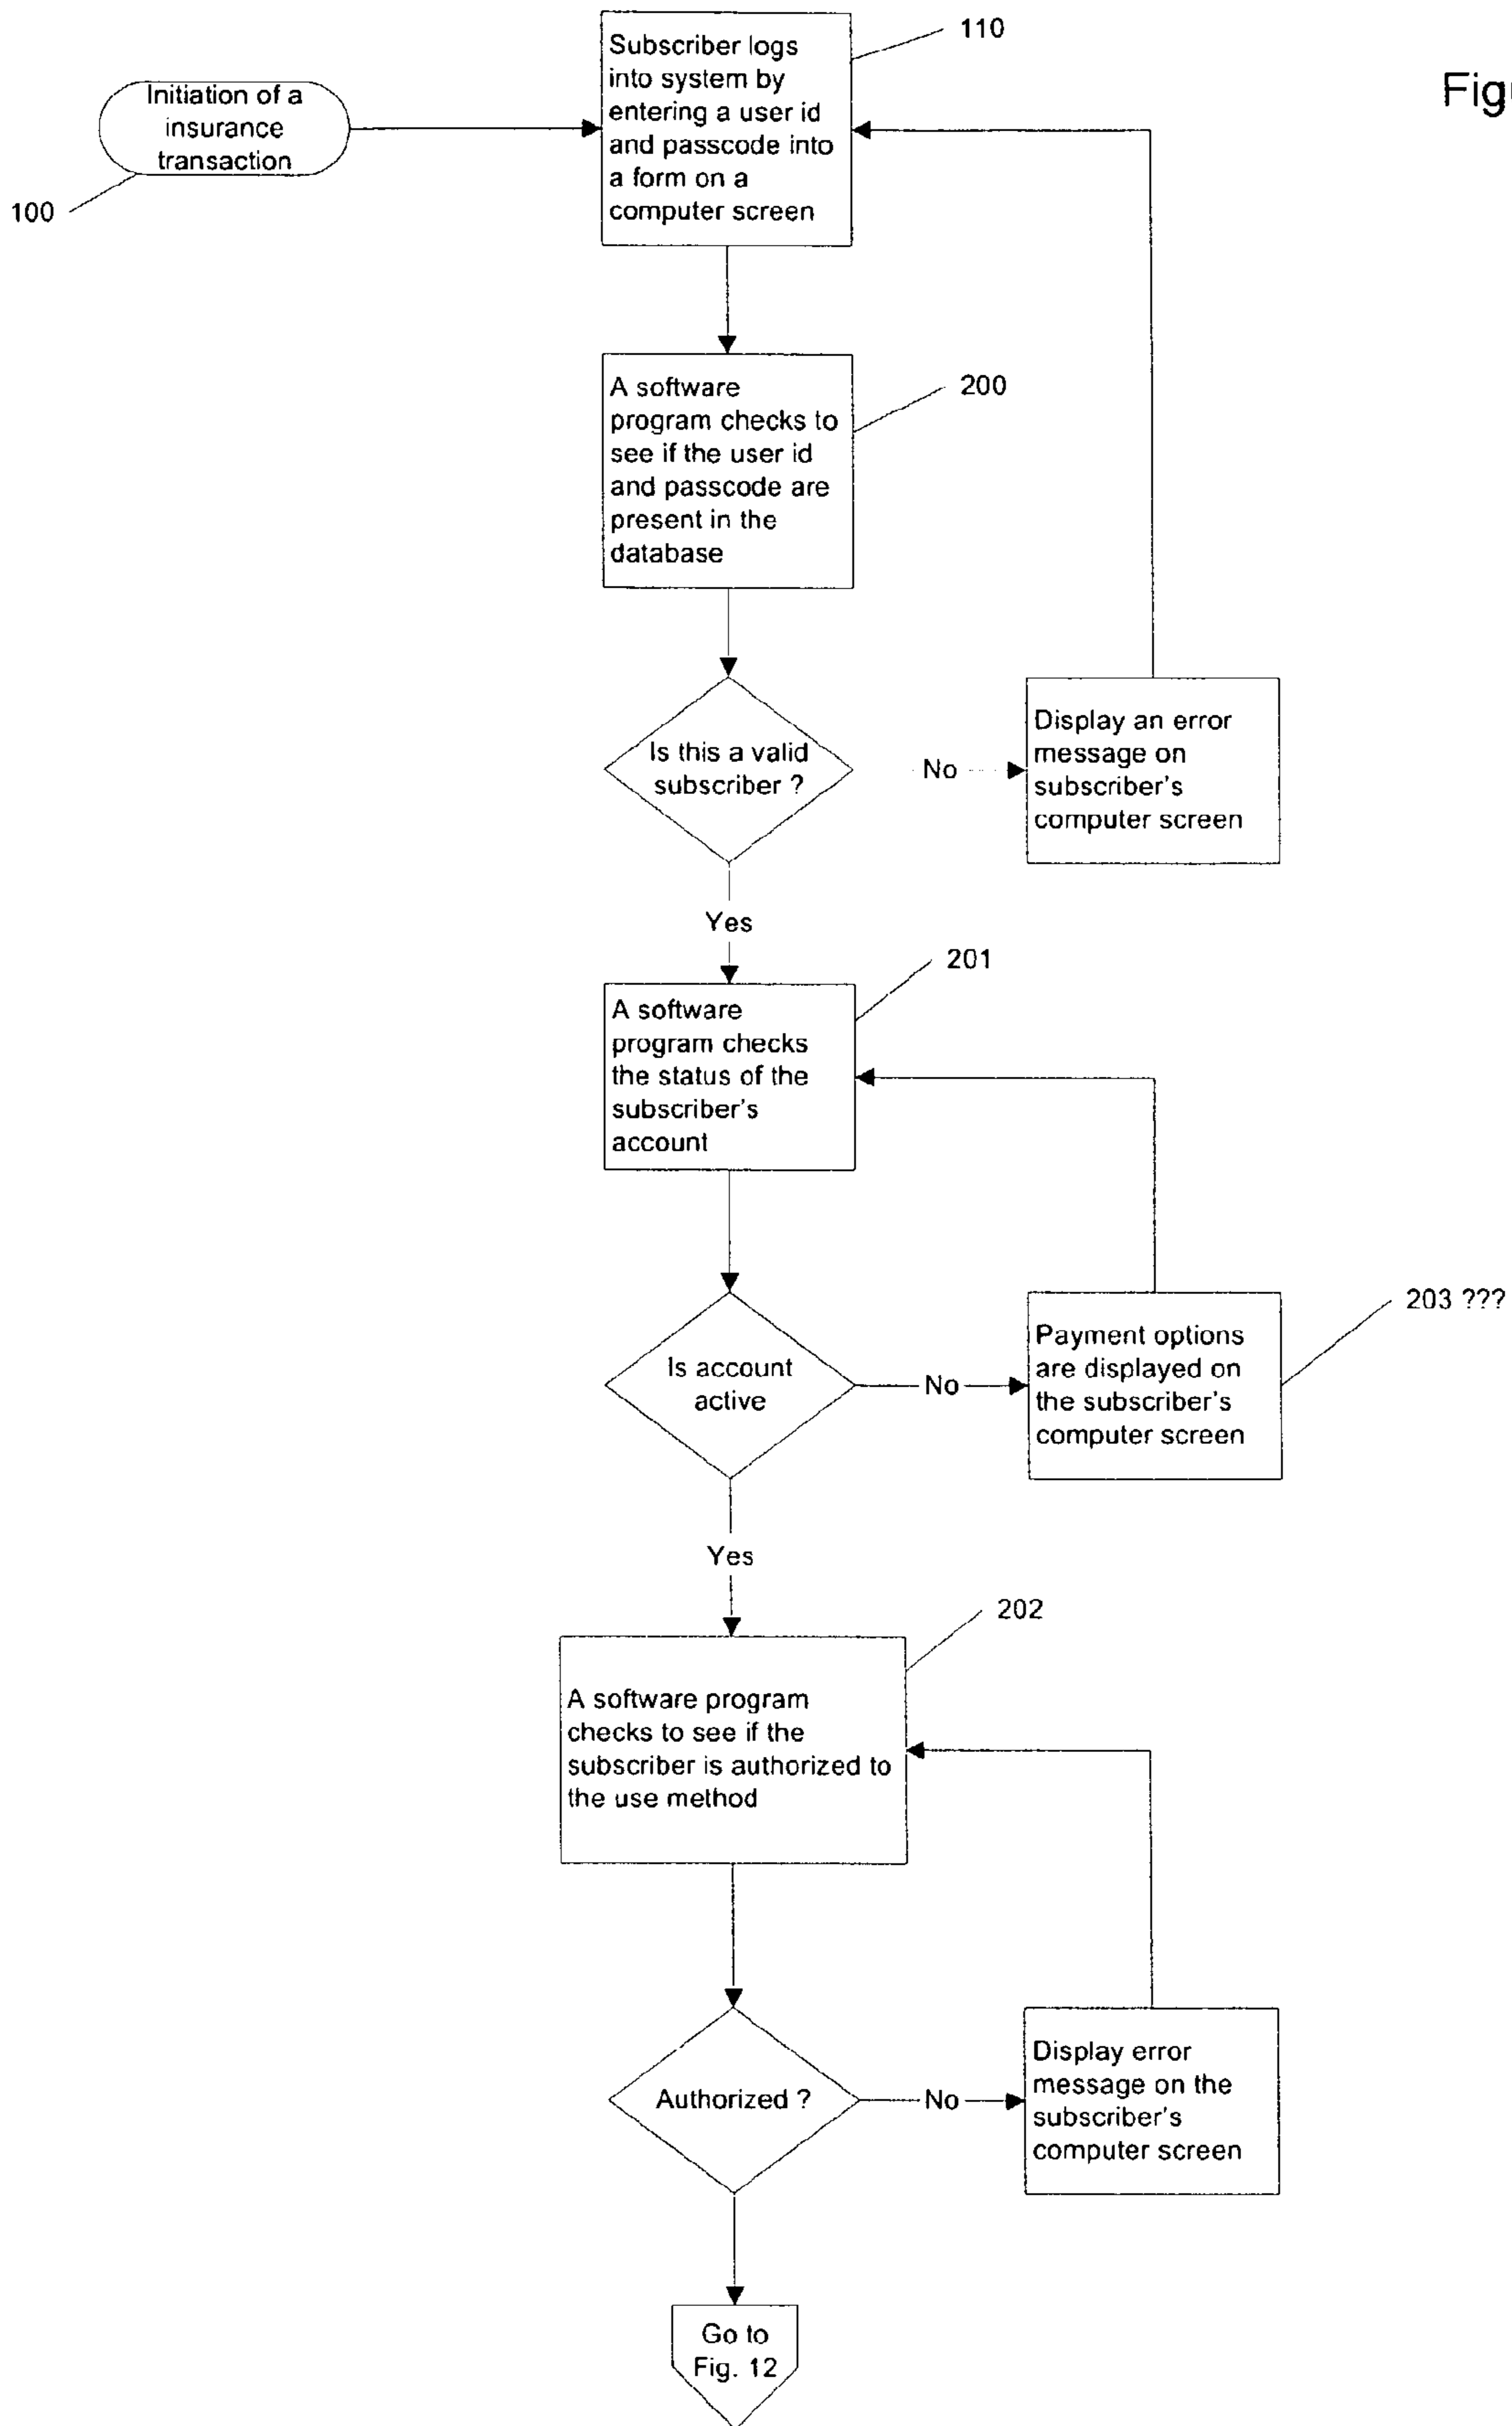 110
Subscriber logs
into system by
entering a user id
and passcode into
a form on a
computer screen
Initiation of a
insurance
transaction
100
200
A software
program checks to
see if the user id
and passcode are
present in the
database
Is this a valid
subscriber ?
No
Display an error
message on
subscriber's
computer screen
Yes
201
A software
program checks
the status of the
subscriber's
account
Is account
active
No
203 ???
Payment options
are displayed on
the subscriber's
computer screen
Yes
202
A software program
checks to see if the
subscriber is authorized to
the use method
Authorized ?
No
Display error
message on the
subscriber's
computer screen
Go to
Fig. 12